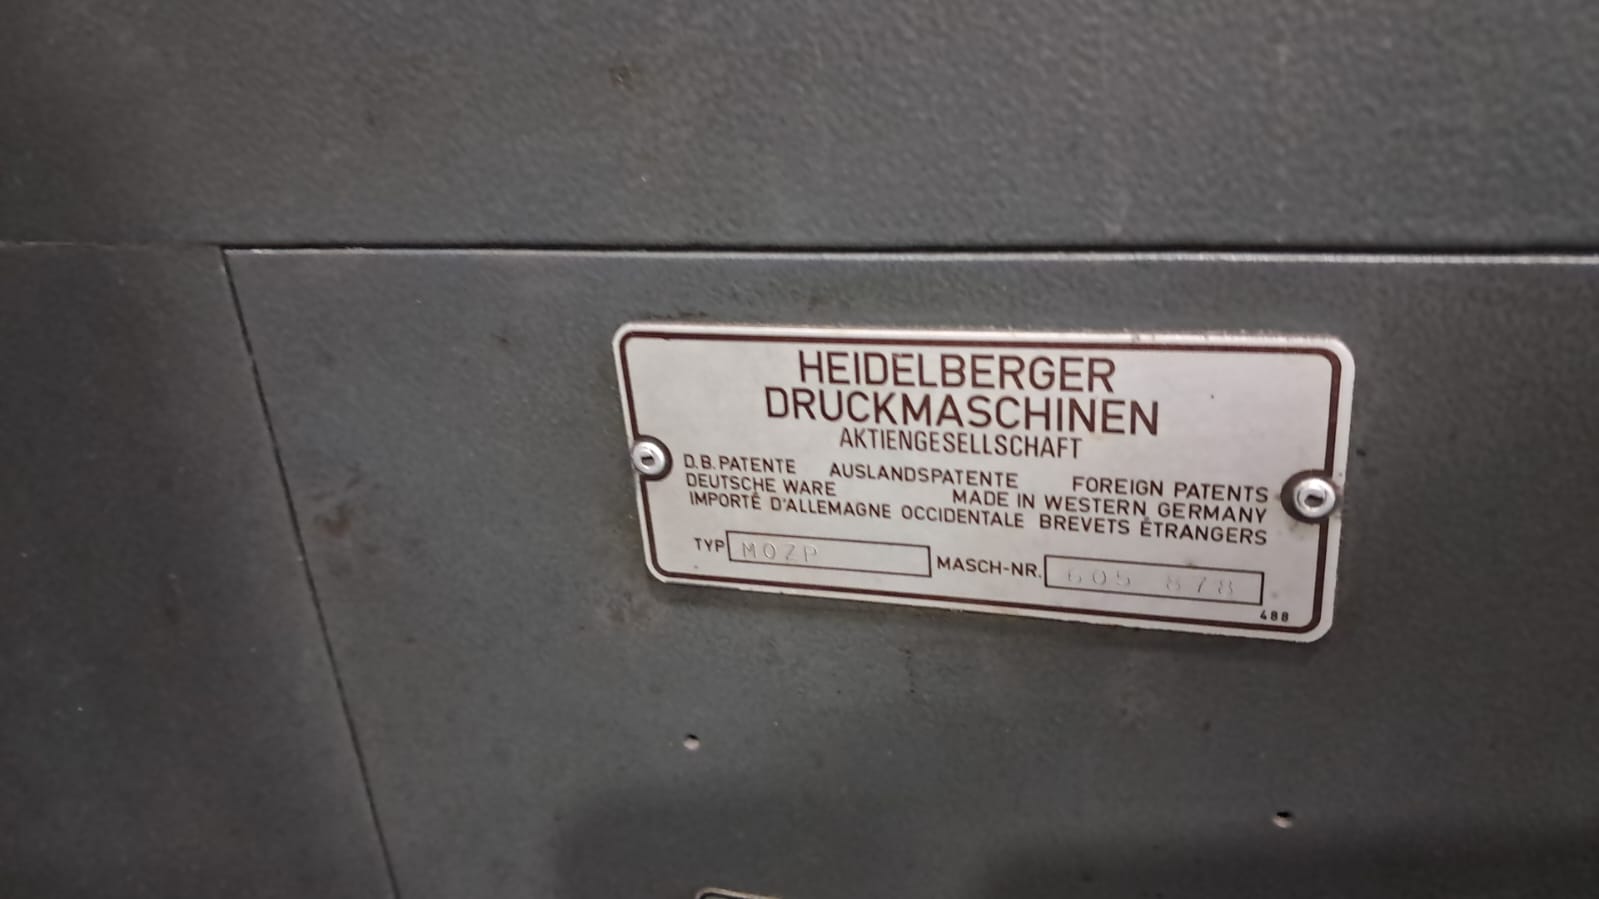 HEIDELBERGER
DRUCKMASCHINEN
AKTIENGESELLSCHAFT
D.B. PATENTE AUSLANDSPATENTE FOREIGN PATENTS
DEUTSCHE WARE MADE IN WESTERN GERMANY
IMPORTÉ D'ALLEMAGNE OCCIDENTALE BREVETS ÉTRANGERS
TYP MOZP MASCH-NR. 605 878
488